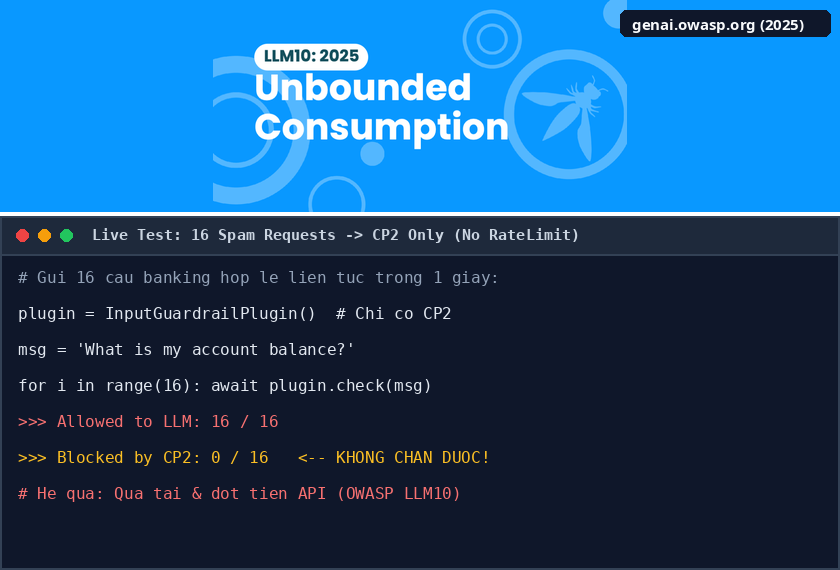 genai.owasp.org (2025)
LLM10: 2025
Unbounded
Consumption
Live Test: 16 Spam Requests -> CP2 Only (No RateLimit)
# Gui 16 cau banking hop le lien tuc trong 1 giay:
plugin = InputGuardrailPlugin()  # Chi co CP2
msg = 'What is my account balance?'
for i in range(16): await plugin.check(msg)
>>> Allowed to LLM: 16 / 16
>>> Blocked by CP2: 0 / 16   <-- KHONG CHAN DUOC!
# He qua: Qua tai & dot tien API (OWASP LLM10)